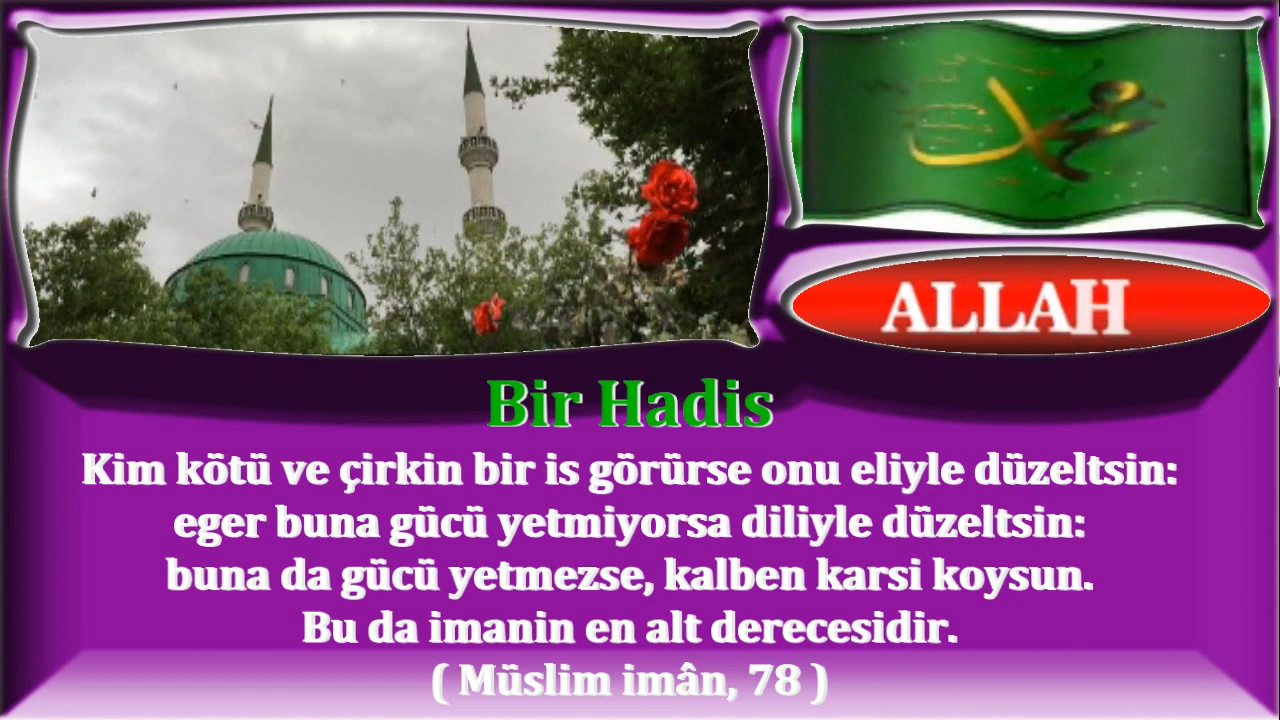 محمد
ALLAH
Bir Hadis
Kim kötü ve çirkin bir is görürse onu eliyle düzeltsin:
eger buna gücü yetmiyorsa diliyle düzeltsin:
buna da gücü yetmezse, kalben karsi koysun.
Bu da imanin en alt derecesidir.
( Müslim imân, 78 )